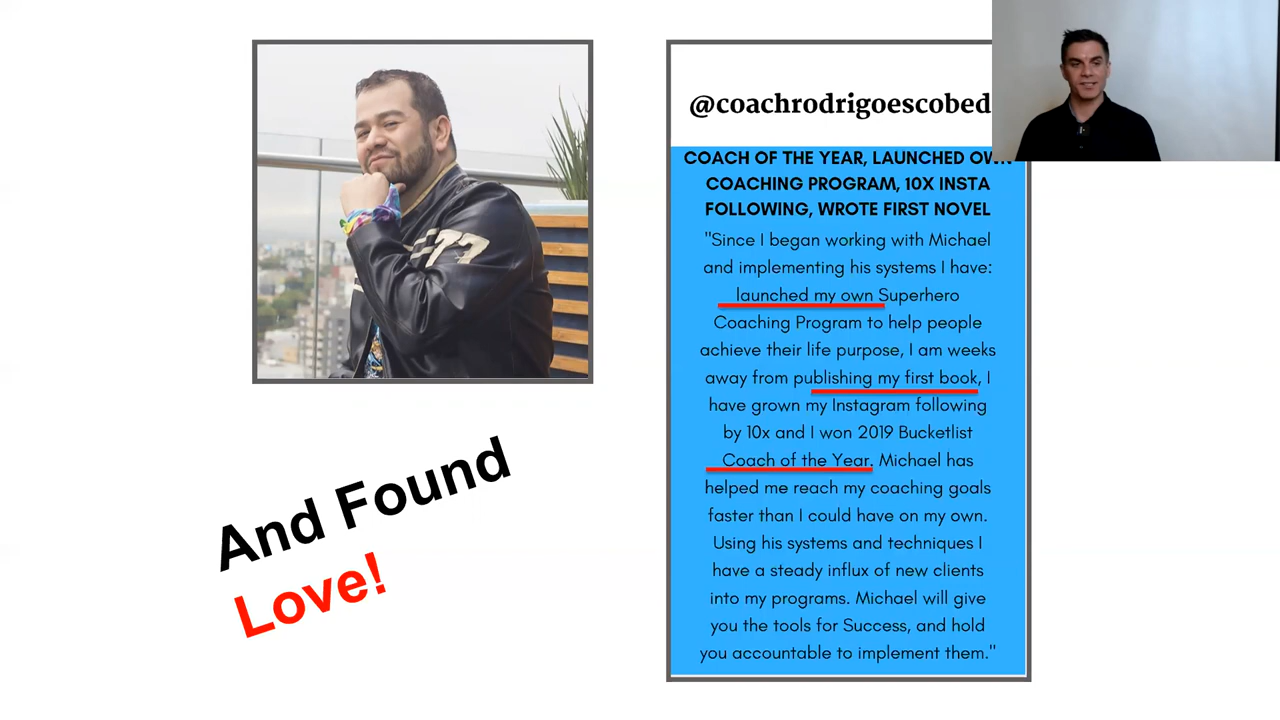 @coachrodrigoescobed
COACH OF THE YEAR, LAUNCHED OWN
COACHING PROGRAM, 10X INSTA
FOLLOWING, WROTE FIRST NOVEL
"Since I began working with Michael
and implementing his systems I have:
launched my own Superhero
Coaching Program to help people
achieve their life purpose, I am weeks
away from publishing my first book, I
have grown my Instagram following
by 10x and I won 2019 Bucketlist
Coach of the Year. Michael has
helped me reach my coaching goals
faster than I could have on my own.
Using his systems and techniques I
have a steady influx of new clients
into my programs. Michael will give
you the tools for Success, and hold
you accountable to implement them."
77
And Found
Love!